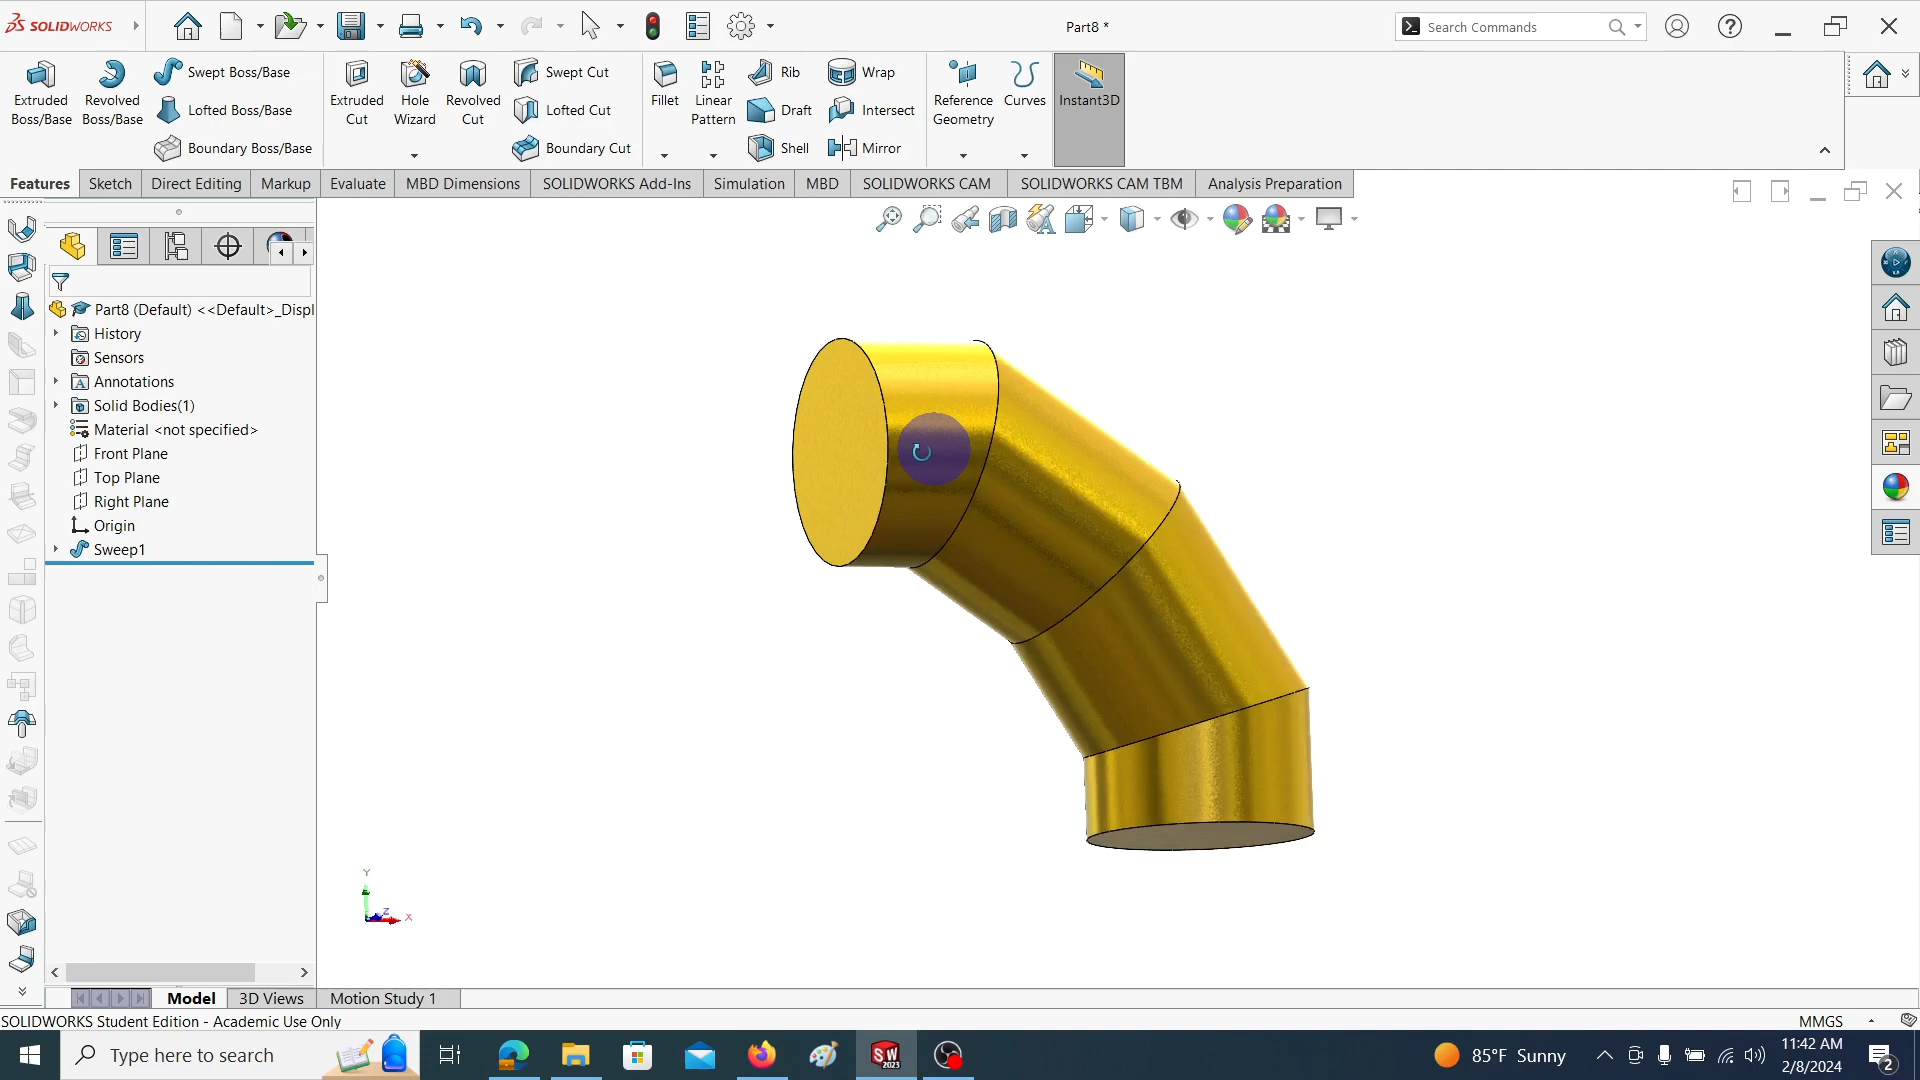 SOLIDWORKS
Part8 *
Search Commands
Extruded Boss/Base
Revolved Boss/Base
Swept Boss/Base
Lofted Boss/Base
Boundary Boss/Base
Extruded Cut
Hole Wizard
Revolved Cut
Swept Cut
Lofted Cut
Boundary Cut
Fillet
Linear Pattern
Rib
Draft
Shell
Wrap
Intersect
Mirror
Reference Geometry
Curves
Instant3D
Features
Sketch
Direct Editing
Markup
Evaluate
MBD Dimensions
SOLIDWORKS Add-Ins
Simulation
MBD
SOLIDWORKS CAM
SOLIDWORKS CAM TBM
Analysis Preparation
Part8 (Default) <<Default>_Displ
History
Sensors
Annotations
Solid Bodies(1)
Material <not specified>
Front Plane
Top Plane
Right Plane
Origin
Sweep1
Y
Z
X
Model
3D Views
Motion Study 1
SOLIDWORKS Student Edition - Academic Use Only
MMGS
Type here to search
SW
2023
85°F Sunny
11:42 AM
2/8/2024
2